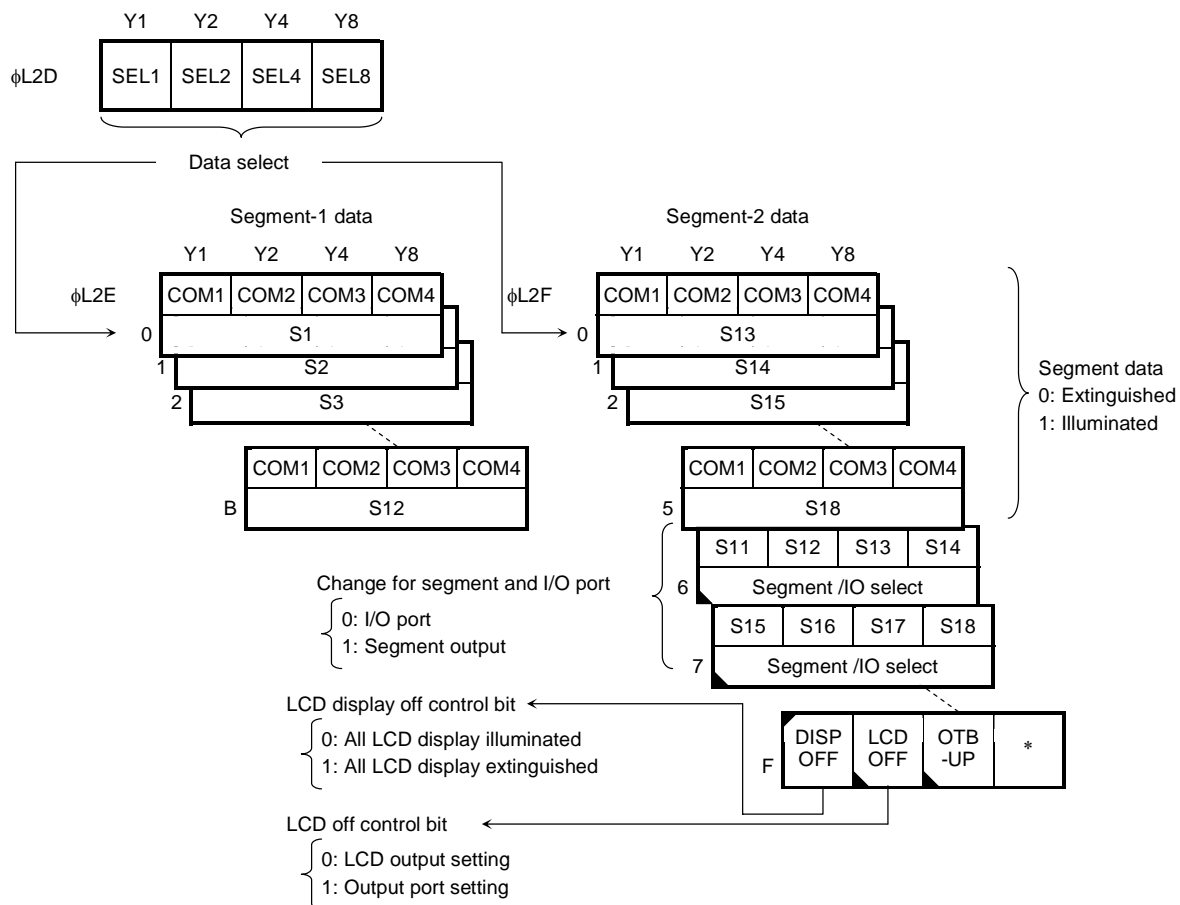 Y1 Y2 Y4 Y8
ϕL2D SEL1 SEL2 SEL4 SEL8
Data select
Segment-1 data
Y1 Y2 Y4 Y8
ϕL2E COM1 COM2 COM3 COM4
0 S1
1 S2
2 S3
COM1 COM2 COM3 COM4
B S12
Segment-2 data
Y1 Y2 Y4 Y8
ϕL2F COM1 COM2 COM3 COM4
0 S13
1 S14
2 S15
COM1 COM2 COM3 COM4
5 S18
Segment data
0: Extinguished
1: Illuminated
S11 S12 S13 S14
6 Segment /IO select
S15 S16 S17 S18
7 Segment /IO select
Change for segment and I/O port
0: I/O port
1: Segment output
F DISP OFF LCD OFF OTB -UP *
LCD display off control bit
0: All LCD display illuminated
1: All LCD display extinguished
LCD off control bit
0: LCD output setting
1: Output port setting